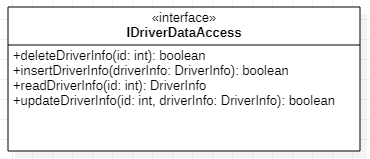 «interface»
IDriverDataAccess
+deleteDriverInfo(id: int): boolean
+insertDriverInfo(driverInfo: DriverInfo): boolean
+readDriverInfo(id: int): DriverInfo
+updateDriverInfo(id: int, driverInfo: DriverInfo): boolean